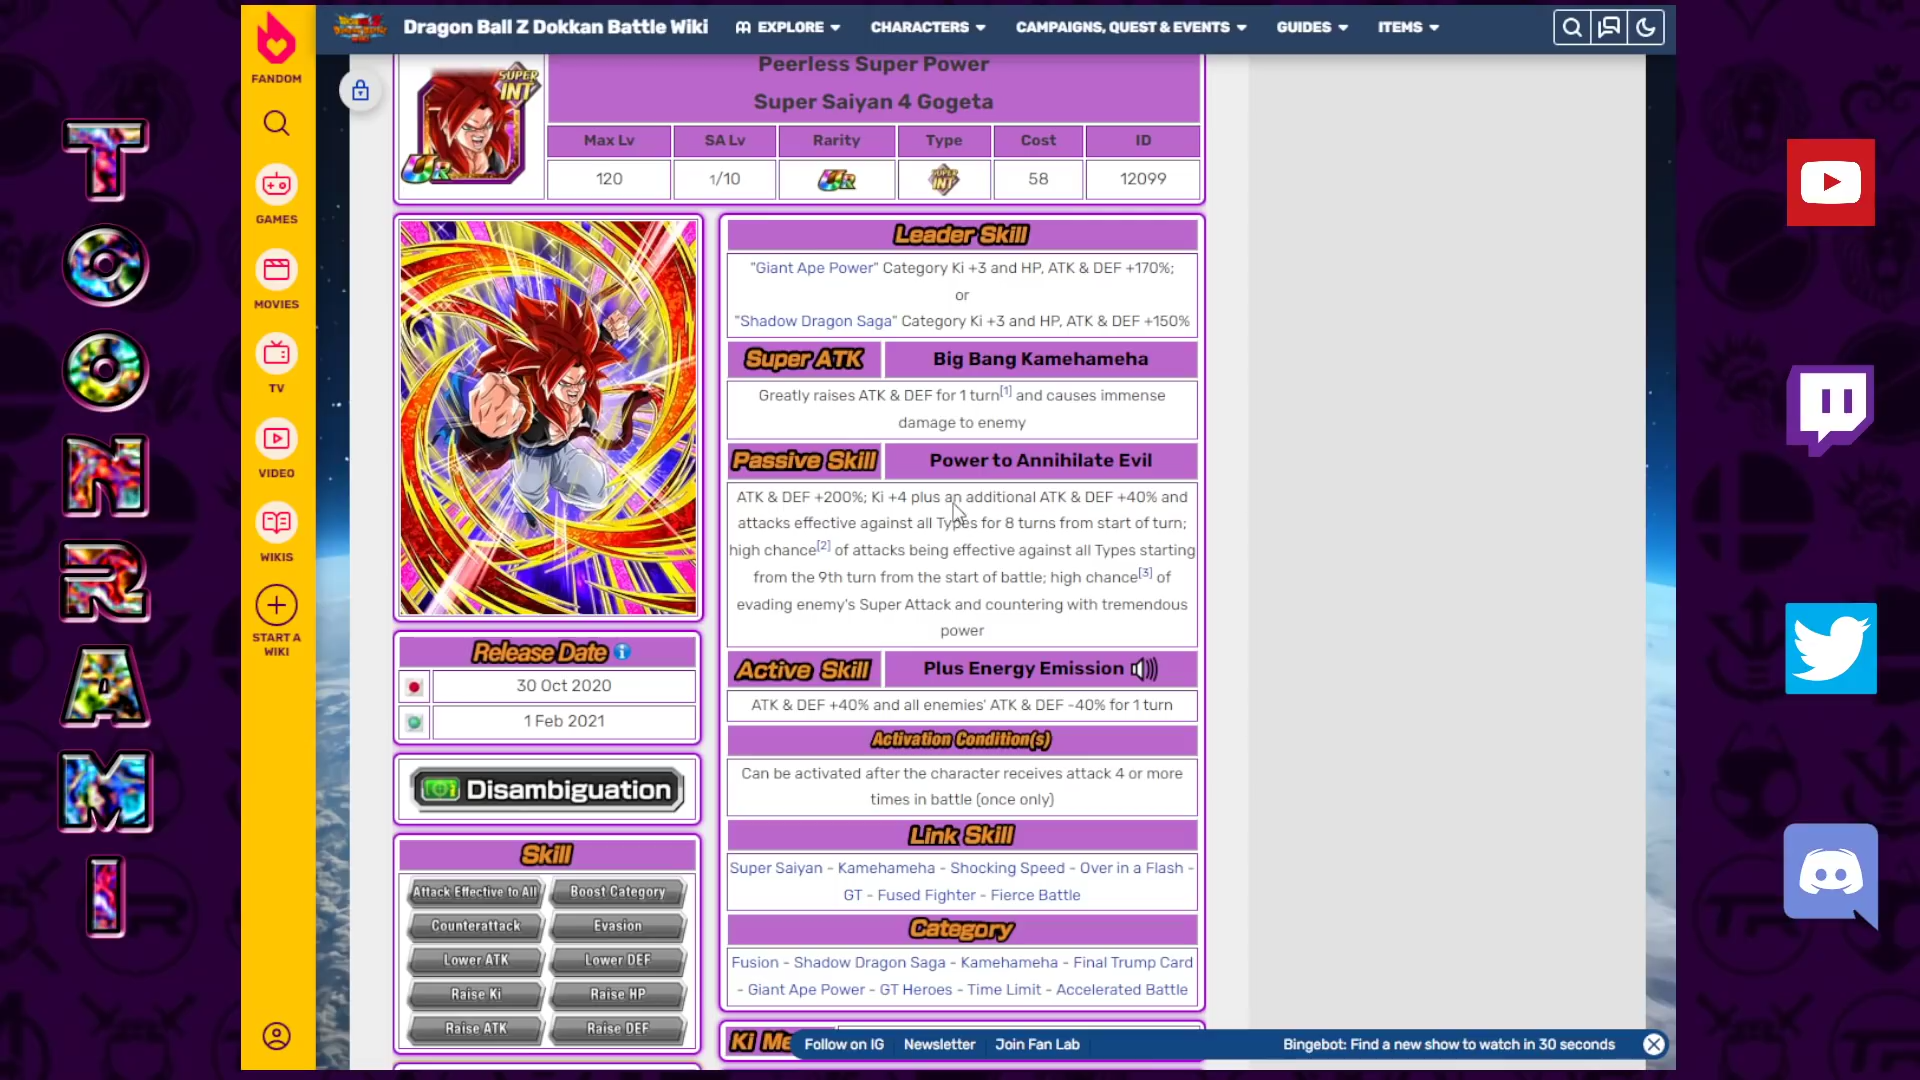 TOONRAMI
FANDOM
GAMES
MOVIES
TV
VIDEO
WIKIS
START A
WIKI
Dragon Ball Z Dokkan Battle Wiki
EXPLORE
CHARACTERS
CAMPAIGNS, QUEST & EVENTS
GUIDES
ITEMS
SUPER
INT
UR
Peerless Super Power
Super Saiyan 4 Gogeta
Max Lv SA Lv Rarity Type Cost ID
120 1/10 UR SUPER INT 58 12099
Leader Skill
"Giant Ape Power" Category Ki +3 and HP, ATK & DEF +170%;
or
"Shadow Dragon Saga" Category Ki +3 and HP, ATK & DEF +150%
Super ATK Big Bang Kamehameha
Greatly raises ATK & DEF for 1 turn[1] and causes immense
damage to enemy
Passive Skill Power to Annihilate Evil
ATK & DEF +200%; Ki +4 plus an additional ATK & DEF +40% and
attacks effective against all Types for 8 turns from start of turn;
high chance[2] of attacks being effective against all Types starting
from the 9th turn from the start of battle; high chance[3] of
evading enemy's Super Attack and countering with tremendous
power
Active Skill Plus Energy Emission
ATK & DEF +40% and all enemies' ATK & DEF -40% for 1 turn
Activation Condition(s)
Can be activated after the character receives attack 4 or more
times in battle (once only)
Link Skill
Super Saiyan - Kamehameha - Shocking Speed - Over in a Flash -
GT - Fused Fighter - Fierce Battle
Category
Fusion - Shadow Dragon Saga - Kamehameha - Final Trump Card
- Giant Ape Power - GT Heroes - Time Limit - Accelerated Battle
Release Date
30 Oct 2020
1 Feb 2021
Disambiguation
Skill
Attack Effective to All Boost Category
Counterattack Evasion
Lower ATK Lower DEF
Raise Ki Raise HP
Raise ATK Raise DEF
Ki Me
Follow on IG Newsletter Join Fan Lab
Bingebot: Find a new show to watch in 30 seconds